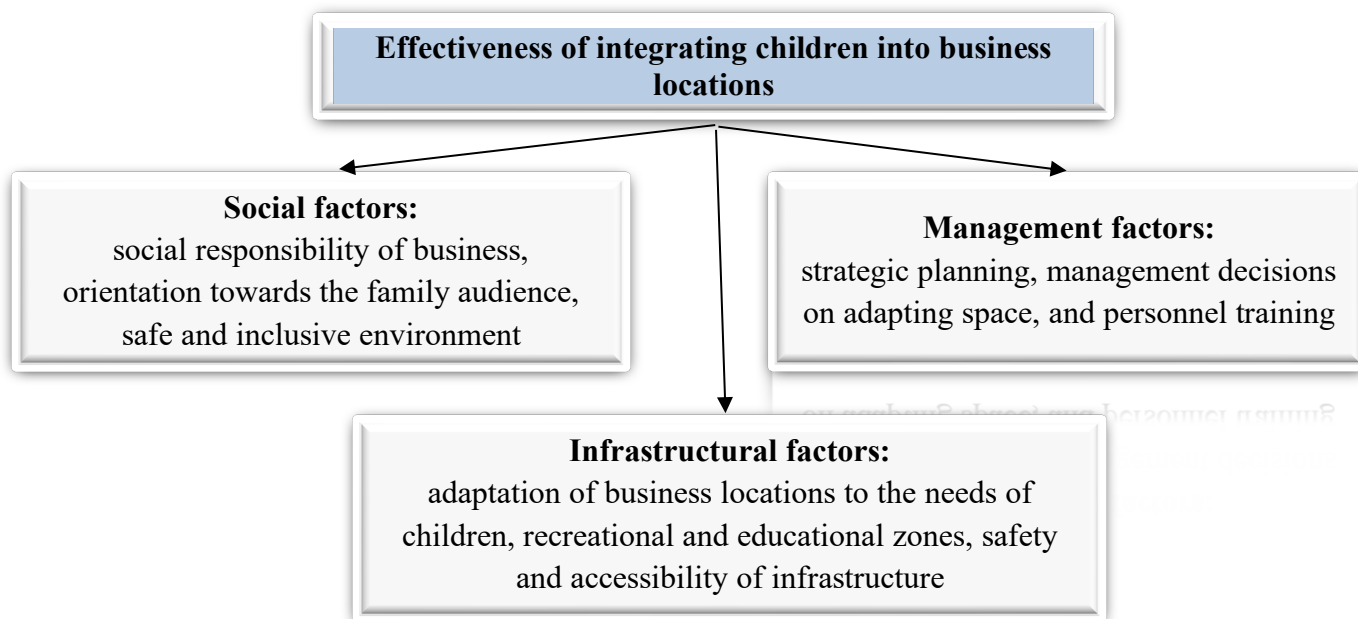 Effectiveness of integrating children into business
locations
Social factors:
social responsibility of business,
orientation towards the family audience,
safe and inclusive environment
Management factors:
strategic planning, management decisions
on adapting space, and personnel training
Infrastructural factors:
adaptation of business locations to the needs of
children, recreational and educational zones, safety
and accessibility of infrastructure